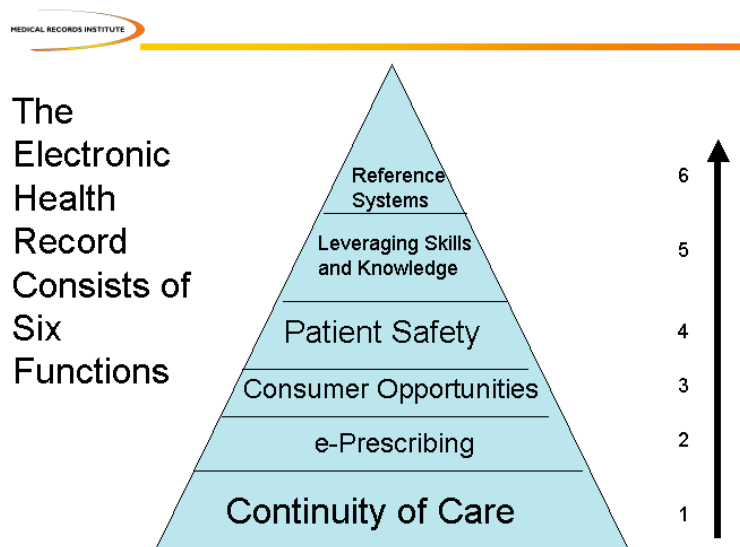 MEDICAL RECORDS INSTITUTE
The
Electronic
Health
Record
Consists of
Six
Functions
Reference
Systems
6
Leveraging Skills
and Knowledge
5
Patient Safety
4
Consumer Opportunities
3
e-Prescribing
2
Continuity of Care
1